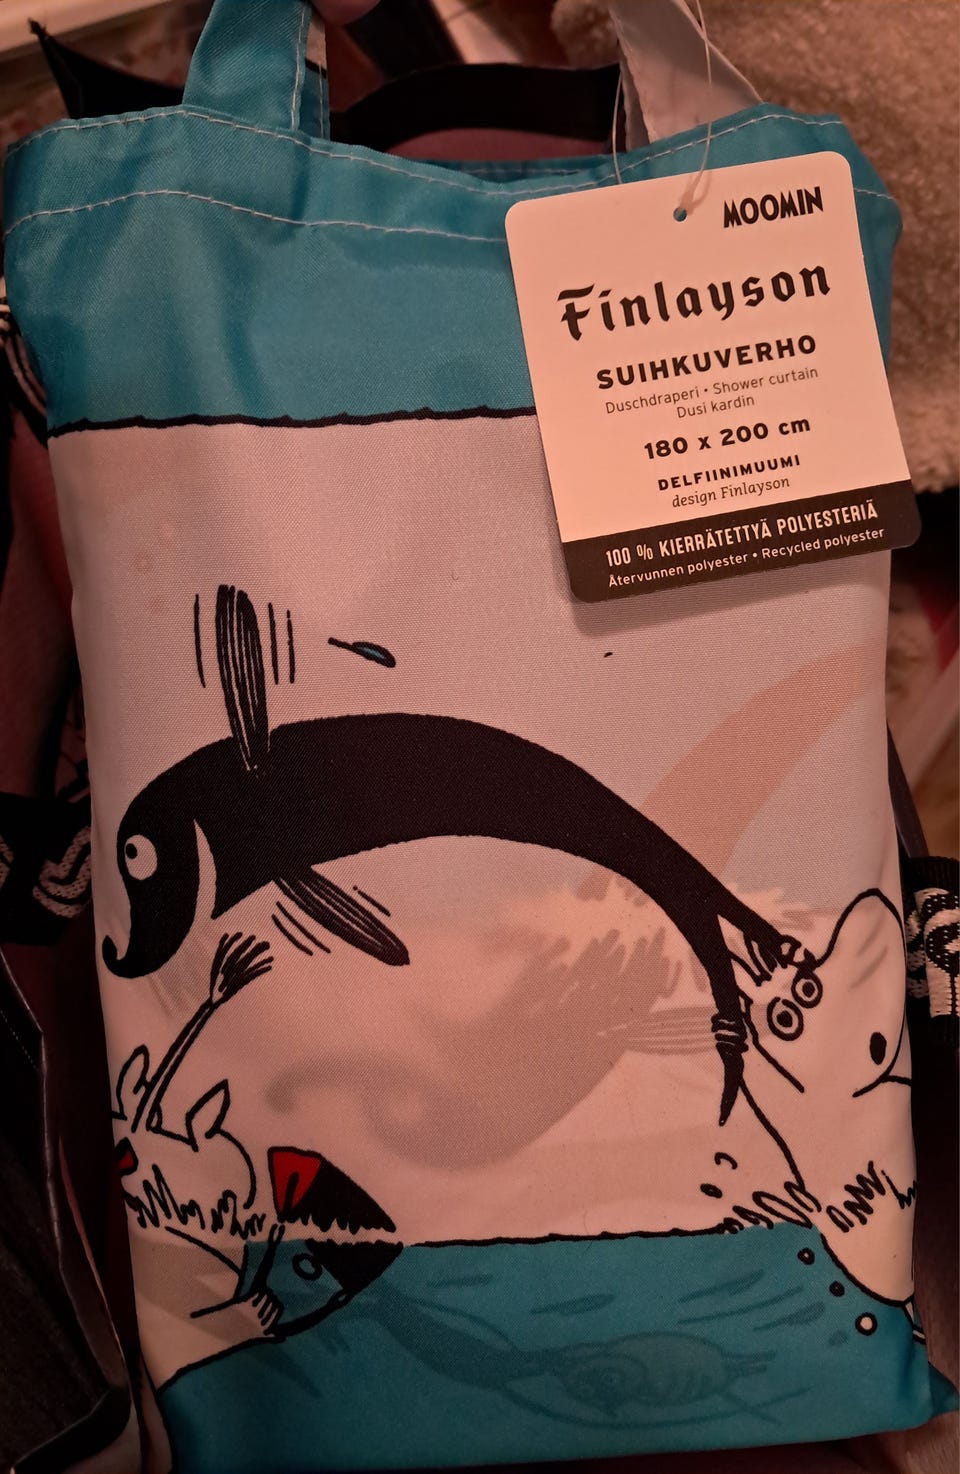 MOOMIN
Finlayson
SUIHKUVERHO
Duschdraperi • Shower curtain
Dusi kardin
180 x 200 cm
DELFIINIMUUMI
design Finlayson
100 % KIERRÄTETTYÄ POLYESTERIÄ
Återvunnen polyester • Recycled polyester